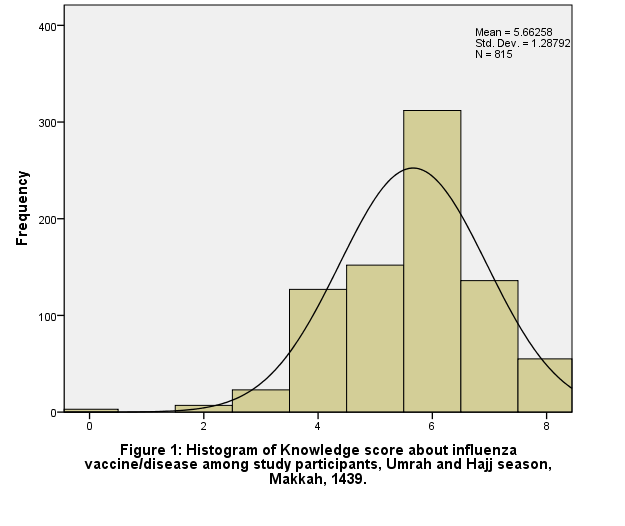 Mean = 5.66258
Std. Dev. = 1.28792
N = 815
400
300
200
100
0
Frequency
0 2 4 6 8
Figure 1: Histogram of Knowledge score about influenza
vaccine/disease among study participants, Umrah and Hajj season,
Makkah, 1439.